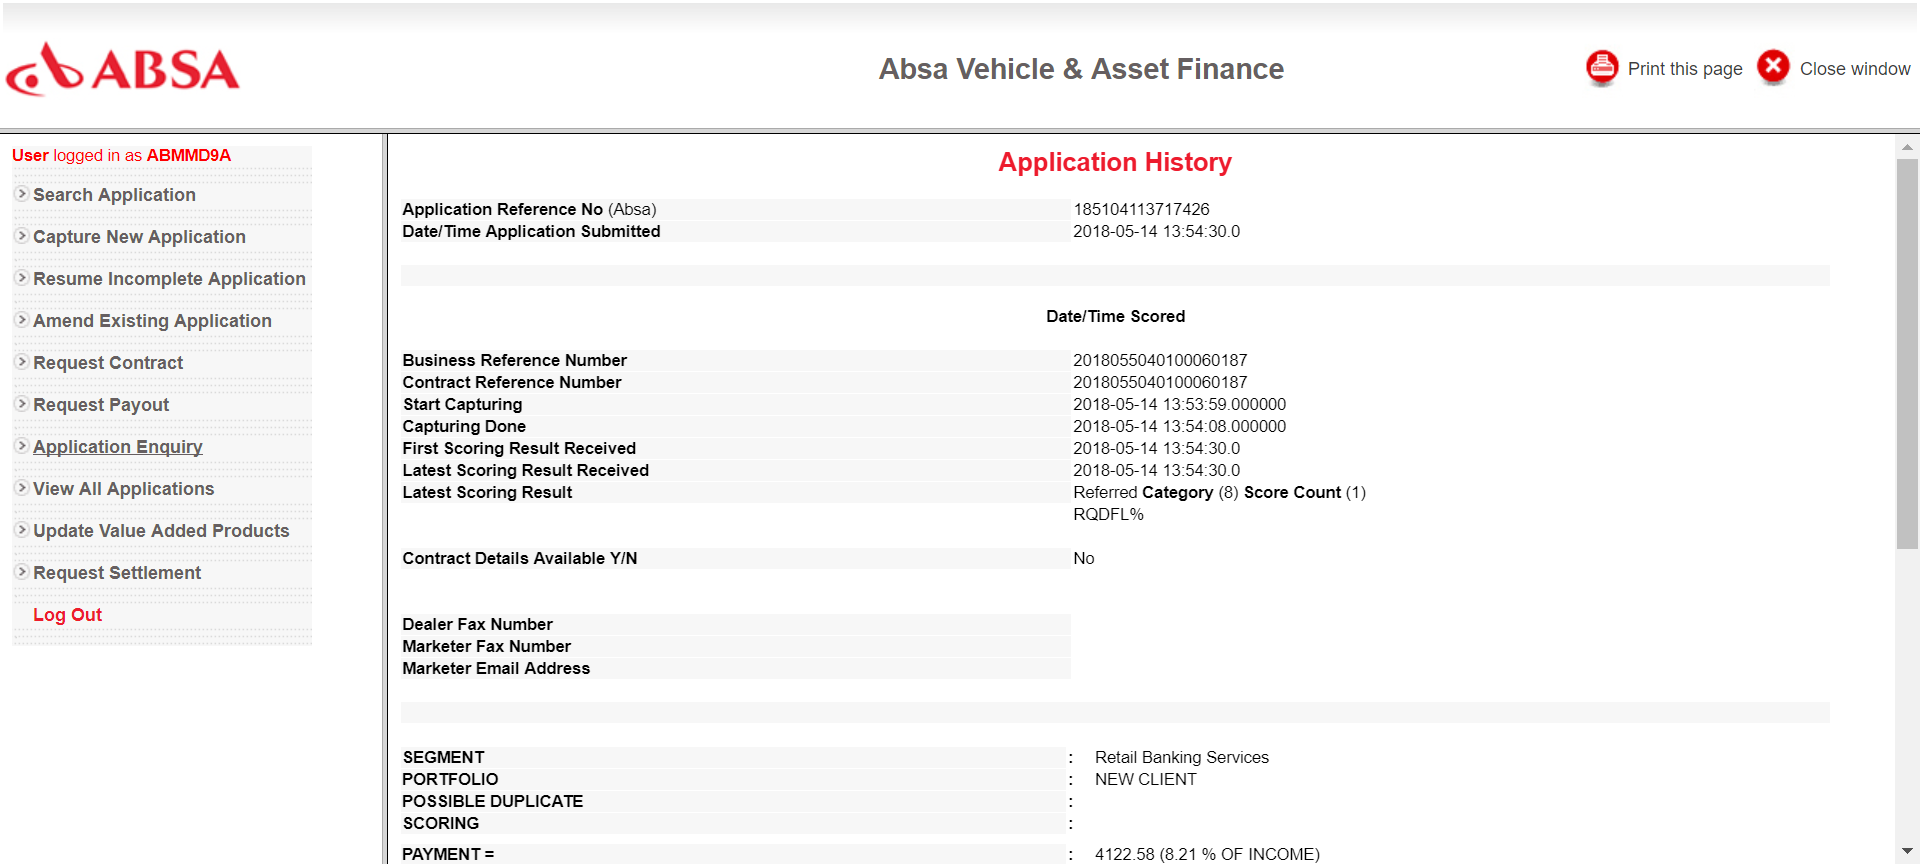 ABSA
Absa Vehicle & Asset Finance
Print this page
Close window
User logged in as ABMMD9A
Search Application
Capture New Application
Resume Incomplete Application
Amend Existing Application
Request Contract
Request Payout
Application Enquiry
View All Applications
Update Value Added Products
Request Settlement
Log Out
Application History
Application Reference No (Absa) 185104113717426
Date/Time Application Submitted 2018-05-14 13:54:30.0
Date/Time Scored
Business Reference Number 2018055040100060187
Contract Reference Number 2018055040100060187
Start Capturing 2018-05-14 13:53:59.000000
Capturing Done 2018-05-14 13:54:08.000000
First Scoring Result Received 2018-05-14 13:54:30.0
Latest Scoring Result Received 2018-05-14 13:54:30.0
Latest Scoring Result Referred Category (8) Score Count (1)
RQDFL%
Contract Details Available Y/N No
Dealer Fax Number
Marketer Fax Number
Marketer Email Address
SEGMENT : Retail Banking Services
PORTFOLIO : NEW CLIENT
POSSIBLE DUPLICATE :
SCORING :
PAYMENT = : 4122.58 (8.21 % OF INCOME)